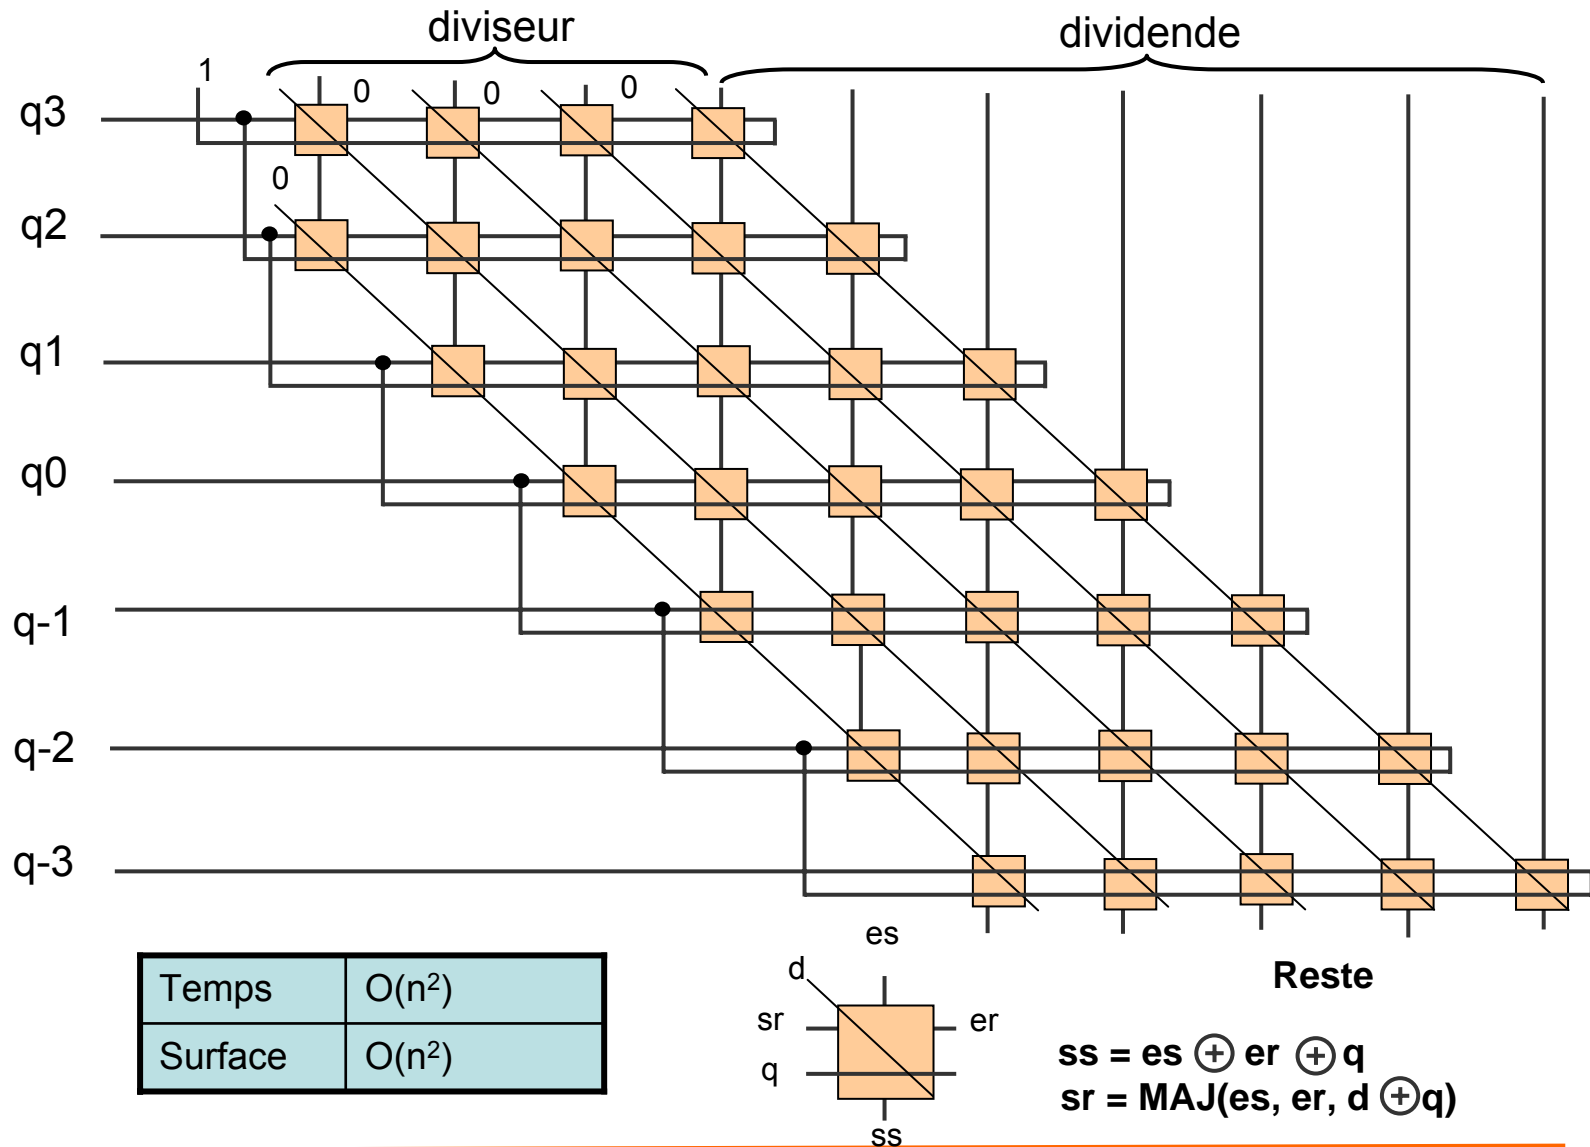 diviseur
dividende
1
0
0
0
q3
0
q2
q1
q0
q-1
q-2
q-3
es
Temps O(n²)
Surface O(n²)
d
Reste
sr
er
q
ss
ss = es ⊕ er ⊕ q
sr = MAJ(es, er, d ⊕q)